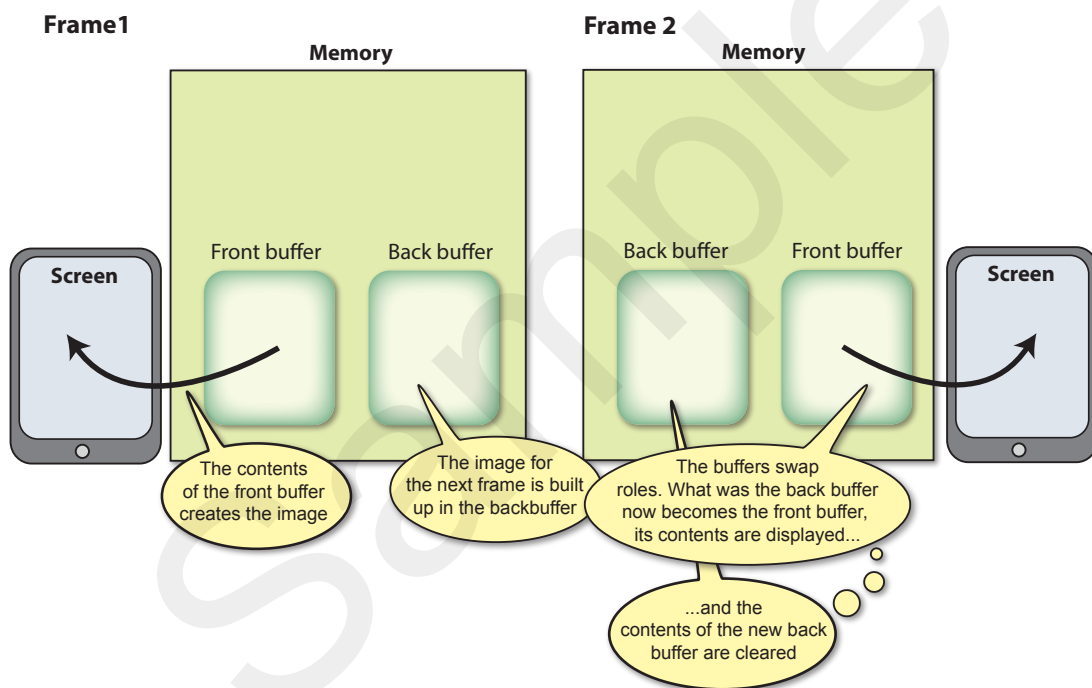 Frame1
Memory
Front buffer
Back buffer
Screen
The contents
of the front buffer
creates the image
The image for
the next frame is built
up in the backbuffer
Frame 2
Memory
Back buffer
Front buffer
Screen
The buffers swap
roles. What was the back buffer
now becomes the front buffer,
its contents are displayed...
...and the
contents of the new back
buffer are cleared
Sample